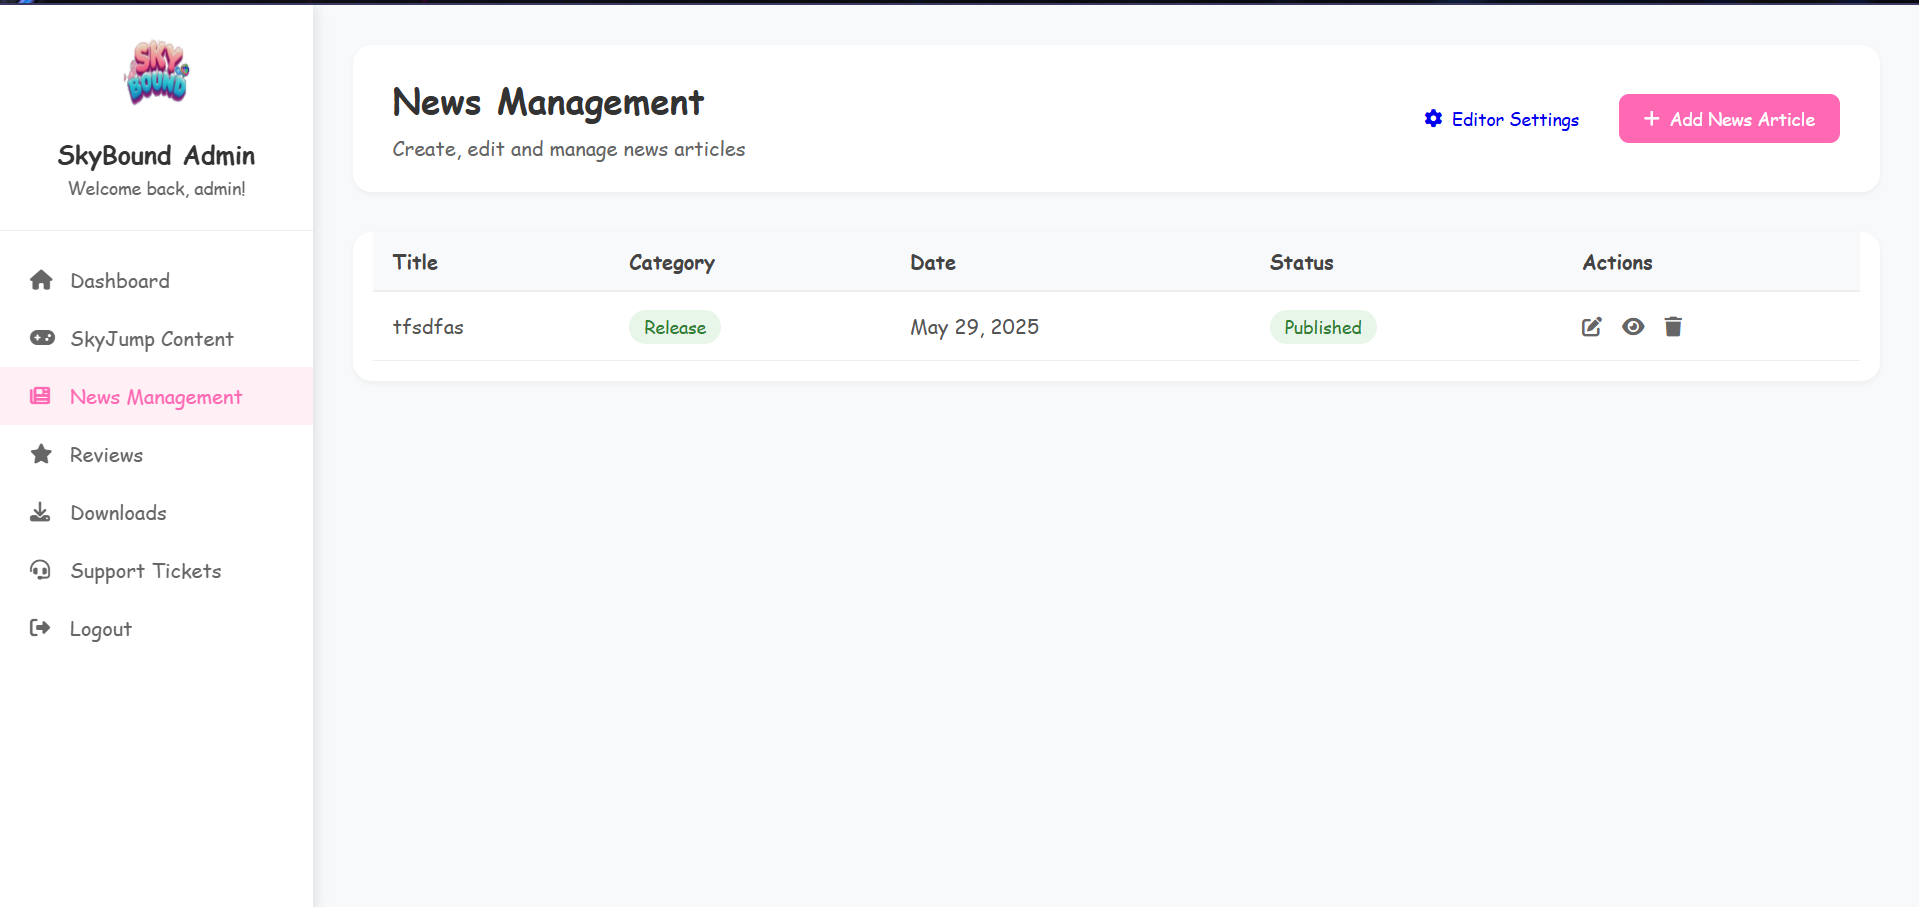 SKY
BOUND
SkyBound Admin
Welcome back, admin!
Dashboard
SkyJump Content
News Management
Reviews
Downloads
Support Tickets
Logout
News Management
Create, edit and manage news articles
Editor Settings
Add News Article
Title Category Date Status Actions
tfsdfas Release May 29, 2025 Published